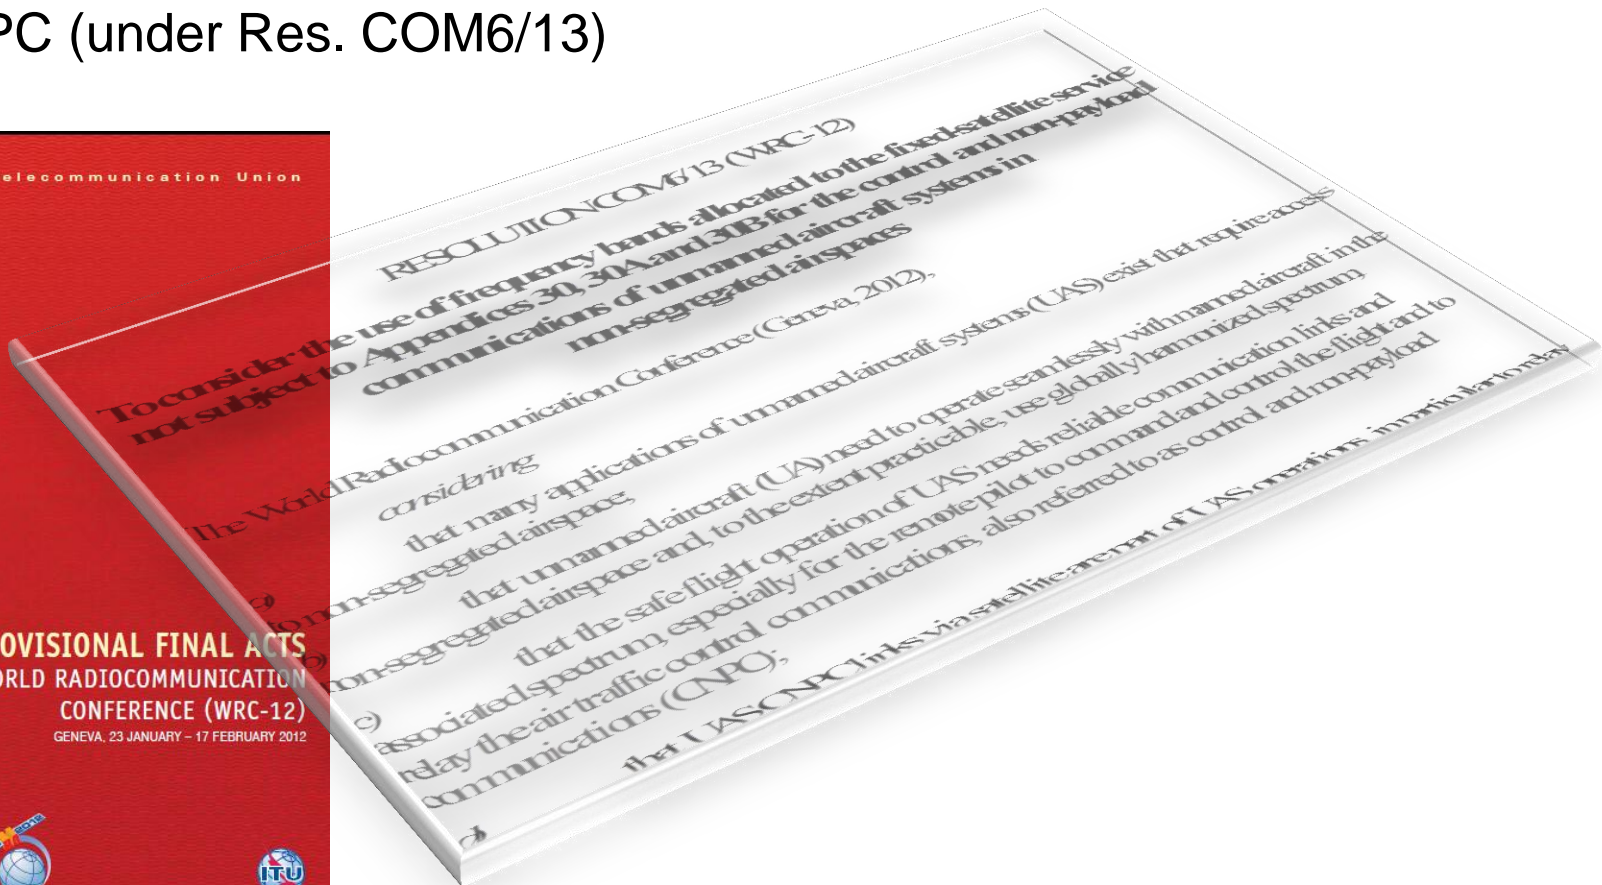 PC (under Res. COM6/13)
elecommunication Union
OVISIONAL FINAL ACTS
ORLD RADIOCOMMUNICATION
CONFERENCE (WRC-12)
GENEVA, 23 JANUARY – 17 FEBRUARY 2012
2012
ITU
RESOLUTION COM6/13 (WRC-12)
To consider the use of frequency bands allocated to the fixed-satellite service
not subject to Appendices 30, 30A and 30B for the control and non-payload
communications of unmanned aircraft systems in
non-segregated airspaces
The World Radiocommunication Conference (Geneva, 2012),
considering
a) that many applications of unmanned aircraft systems (UAS) exist that require access
to non-segregated airspace;
b) that unmanned aircraft (UA) need to operate seamlessly with manned aircraft in the
non-segregated airspace and, to the extent practicable, use globally harmonized spectrum;
c) that the safe flight operation of UAS needs reliable communication links and
associated spectrum, especially for the remote pilot to command and control the flight and to
relay the air traffic control communications, also referred to as control and non-payload
communications (CNPC);
d) that UAS CNPC links via satellite are part of UAS operations, in particular to relay